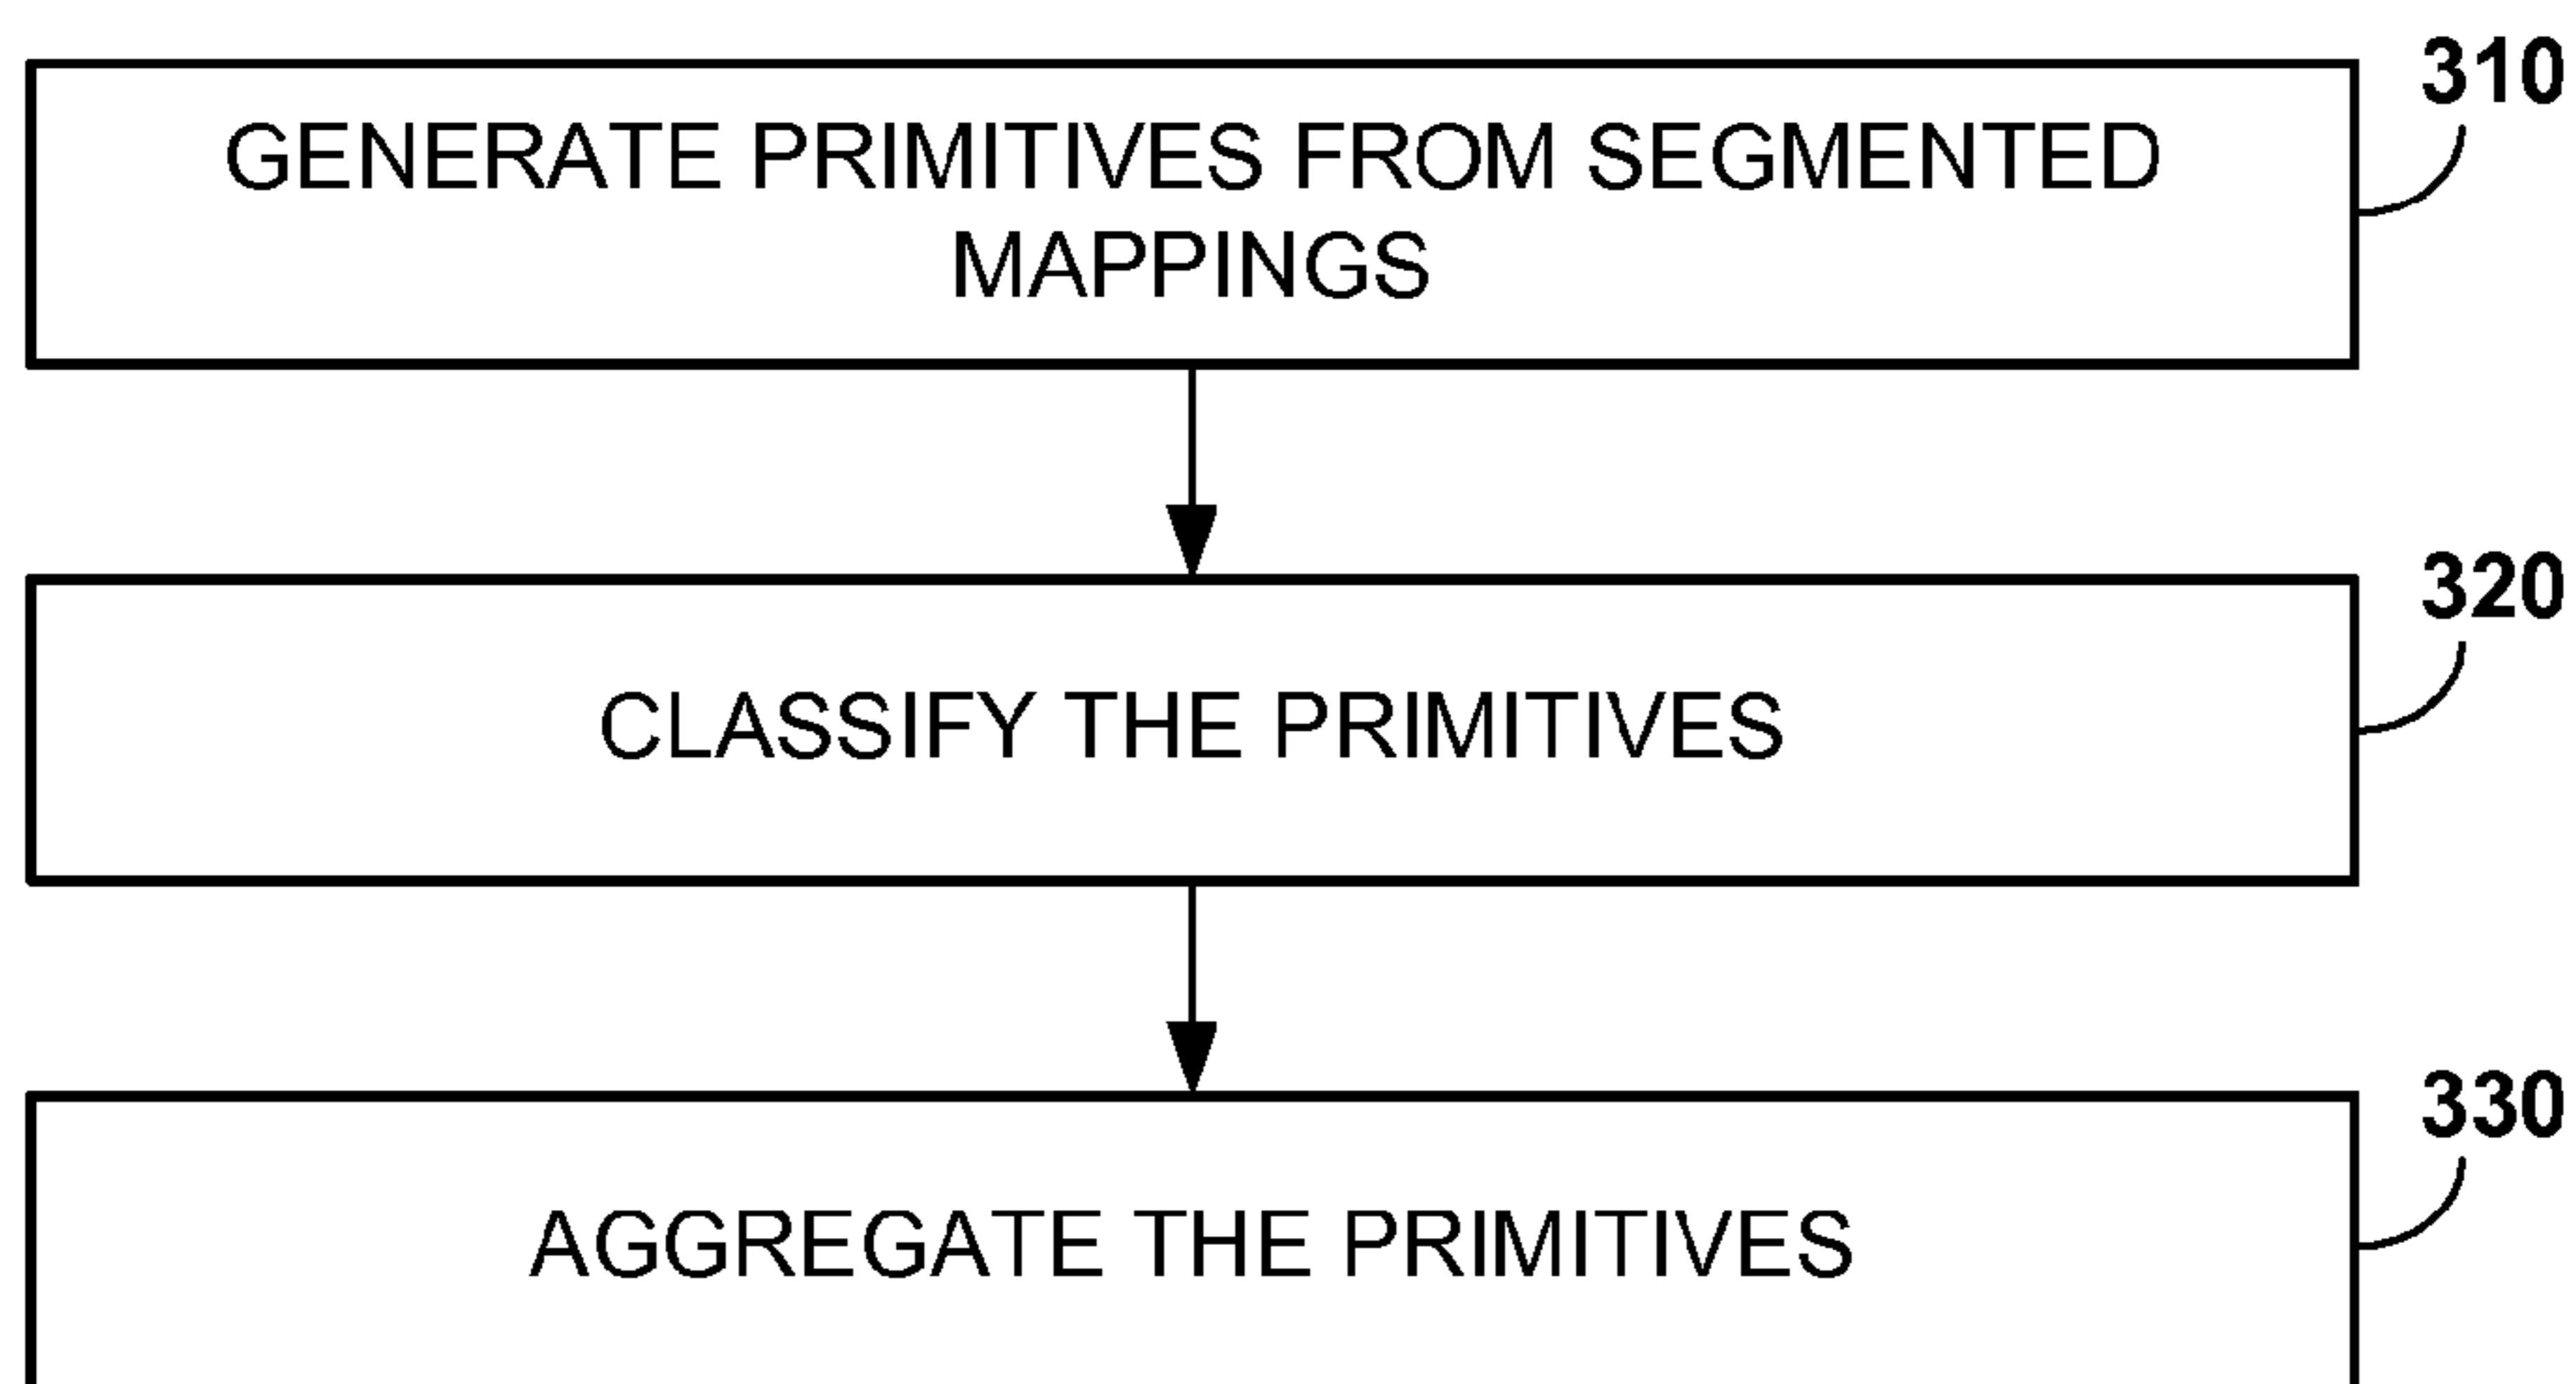 310
GENERATE PRIMITIVES FROM SEGMENTED
MAPPINGS
320
CLASSIFY THE PRIMITIVES
330
AGGREGATE THE PRIMITIVES